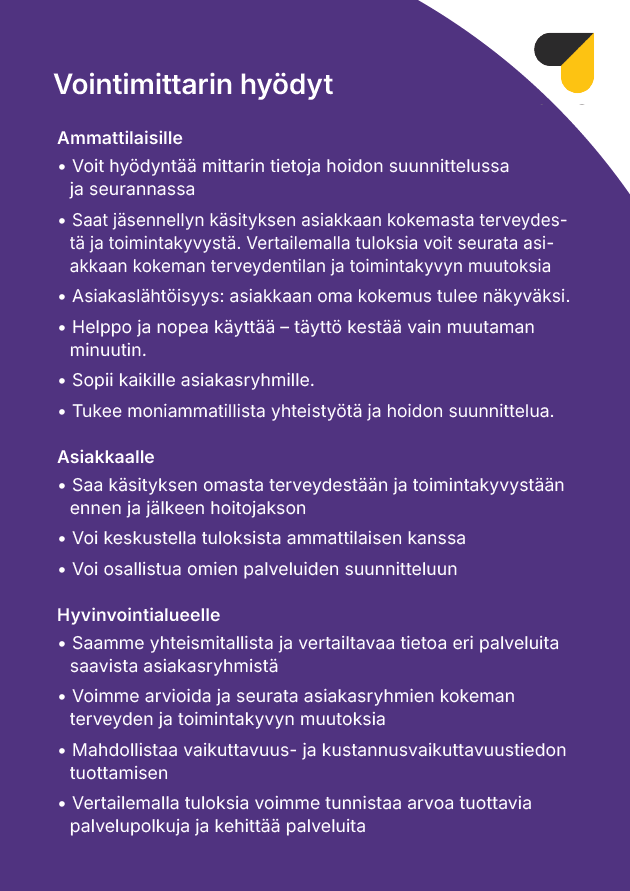 Vointimittarin hyödyt
Ammattilaisille
• Voit hyödyntää mittarin tietoja hoidon suunnittelussa
ja seurannassa
• Saat jäsennellyn käsityksen asiakkaan kokemasta terveydes-
tä ja toimintakyvystä. Vertailemalla tuloksia voit seurata asi-
akkaan kokeman terveydentilan ja toimintakyvyn muutoksia
• Asiakaslähtöisyys: asiakkaan oma kokemus tulee näkyväksi.
• Helppo ja nopea käyttää – täyttö kestää vain muutaman
minuutin.
• Sopii kaikille asiakasryhmille.
• Tukee moniammatillista yhteistyötä ja hoidon suunnittelua.
Asiakkaalle
• Saa käsityksen omasta terveydestään ja toimintakyvystään
ennen ja jälkeen hoitojakson
• Voi keskustella tuloksista ammattilaisen kanssa
• Voi osallistua omien palveluiden suunnitteluun
Hyvinvointialueelle
• Saamme yhteismitallista ja vertailtavaa tietoa eri palveluita
saavista asiakasryhmistä
• Voimme arvioida ja seurata asiakasryhmien kokeman
terveyden ja toimintakyvyn muutoksia
• Mahdollistaa vaikuttavuus- ja kustannusvaikuttavuustiedon
tuottamisen
• Vertailemalla tuloksia voimme tunnistaa arvoa tuottavia
palvelupolkuja ja kehittää palveluita